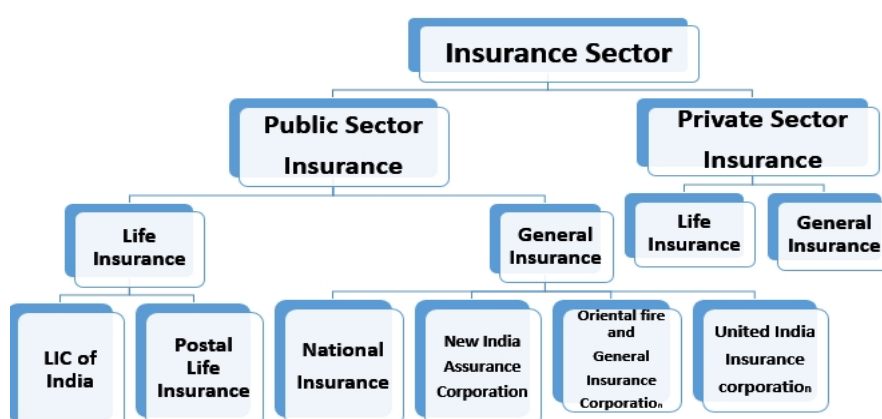 Insurance Sector
Public Sector
Insurance
Private Sector
Insurance
Life
Insurance
General
Insurance
Life
Insurance
General
Insurance
LIC of
India
Postal
Life
Insurance
National
Insurance
New India
Assurance
Corporation
Oriental fire
and
General
Insurance
Corporation
United India
Insurance
corporation